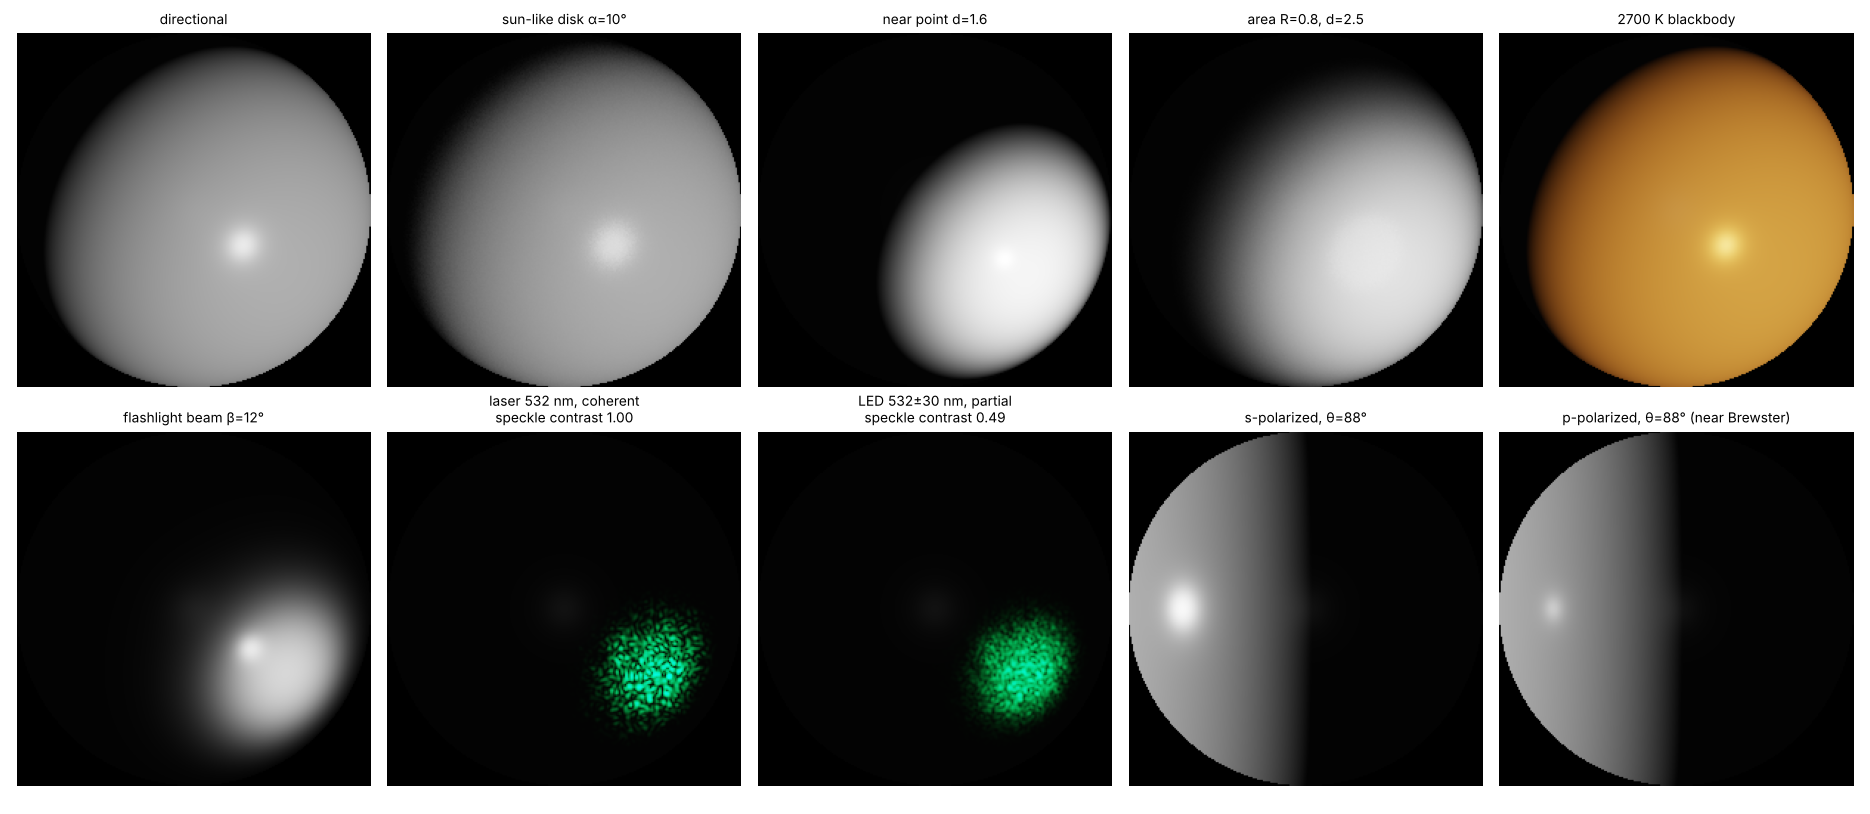 directional
sun-like disk α=10°
near point d=1.6
area R=0.8, d=2.5
2700 K blackbody
flashlight beam β=12°
laser 532 nm, coherent
speckle contrast 1.00
LED 532±30 nm, partial
speckle contrast 0.49
s-polarized, θ=88°
p-polarized, θ=88° (near Brewster)